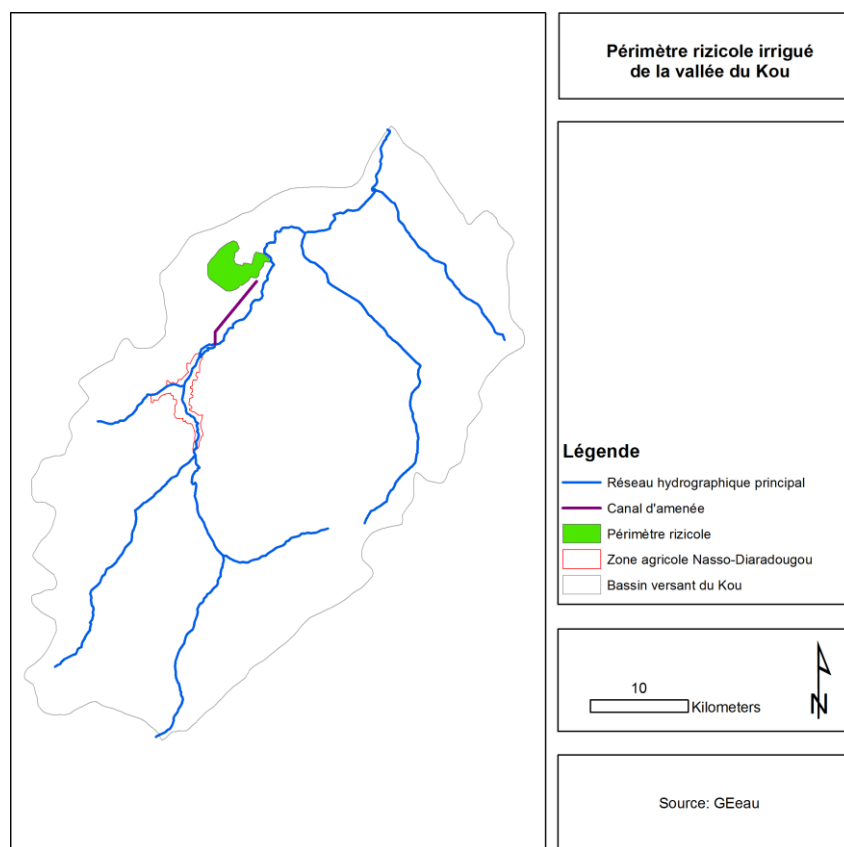 Périmètre rizicole irrigué
de la vallée du Kou
Légende
Réseau hydrographique principal
Canal d'amenée
Périmètre rizicole
Zone agricole Nasso-Diaradougou
Bassin versant du Kou
10
Kilometers
N
Source: GEeau